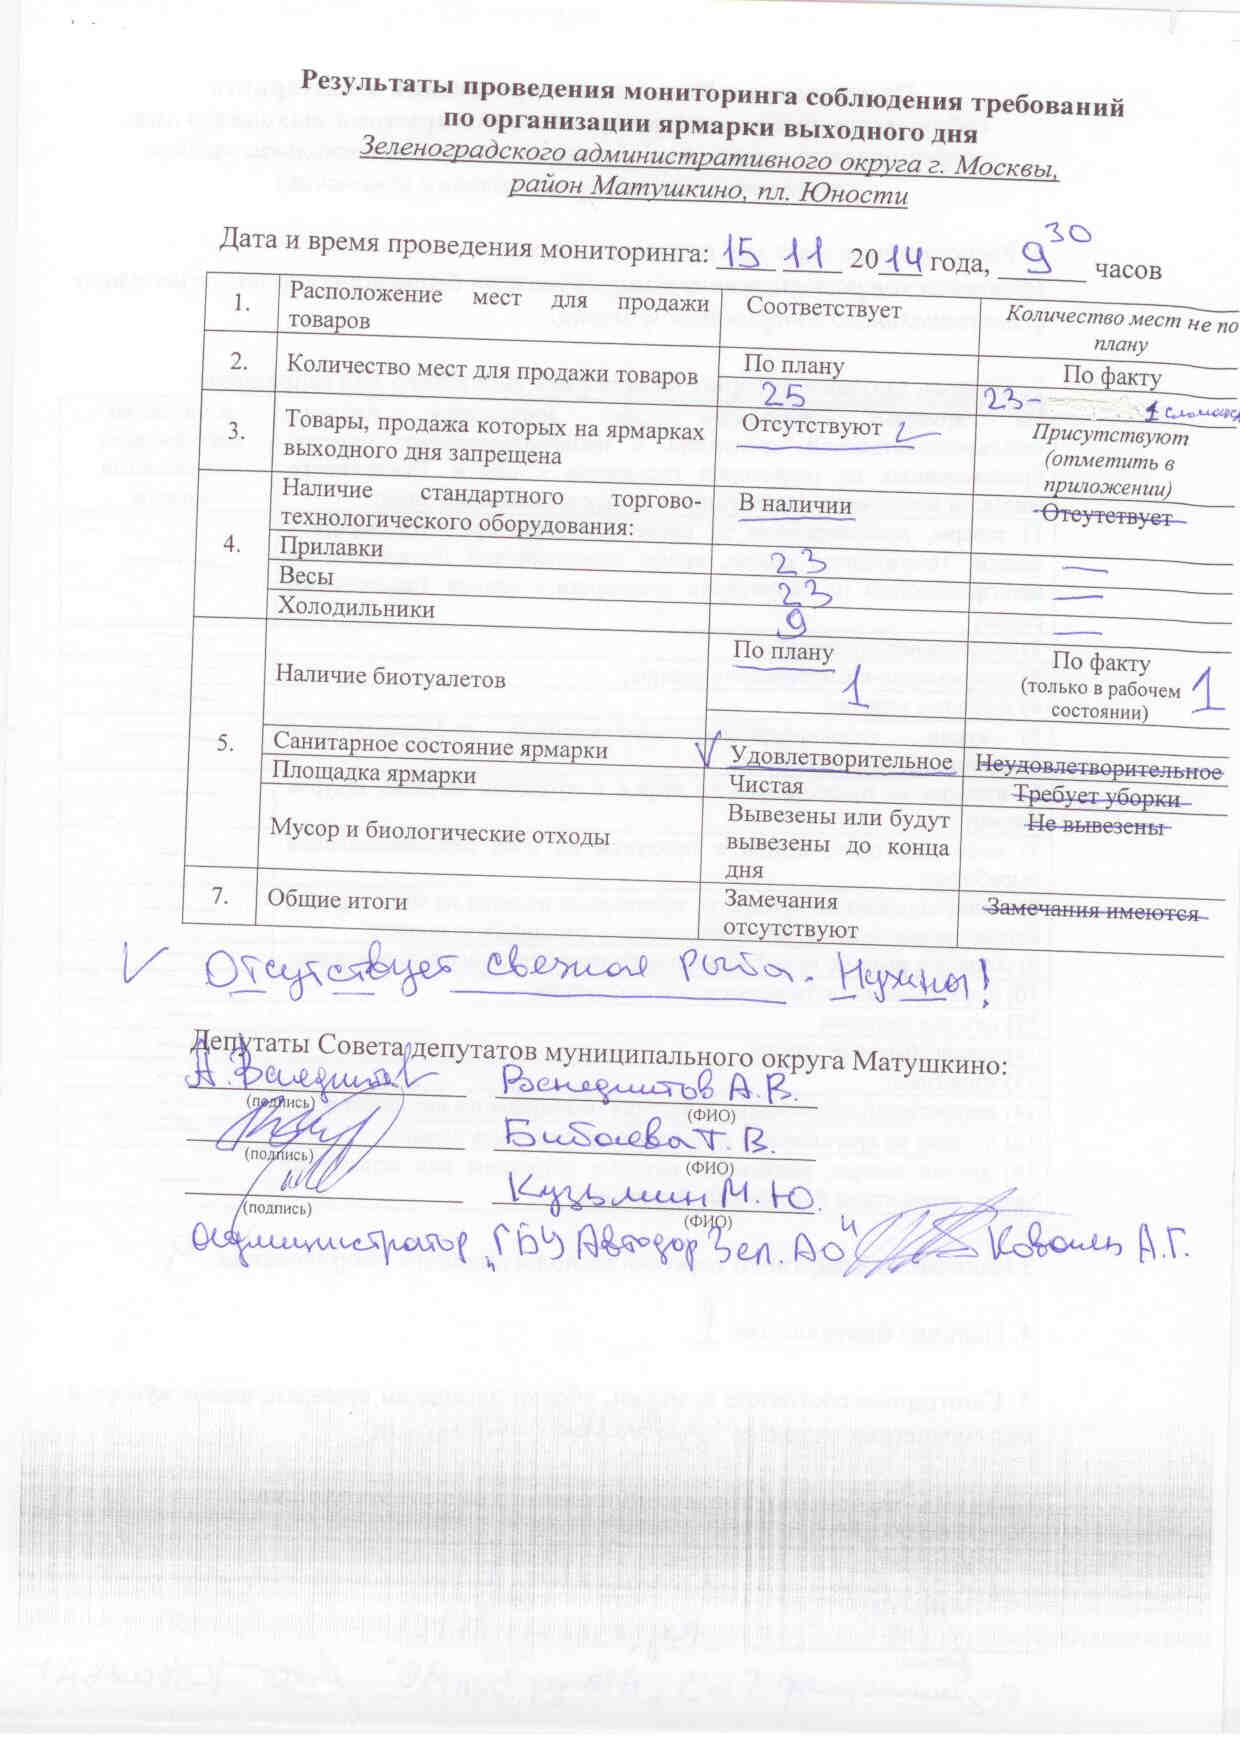 Результаты проведения мониторинга соблюдения требований
по организации ярмарки выходного дня
Зеленоградского административного округа г. Москвы,
район Матушкино, пл. Юности
Дата и время проведения мониторинга: 15 11 2014 года, 9 30 часов
1. Расположение мест для продажи товаров Соответствует Количество мест не по плану
2. Количество мест для продажи товаров По плану По факту
25 23- 1
3. Товары, продажа которых на ярмарках выходного дня запрещена Отсутствуют Присутствуют (отметить в приложении)
4. Наличие стандартного торгово-технологического оборудования: В наличии Отсутствует
Прилавки 23 —
Весы 23 —
Холодильники 9 —
5. Наличие биотуалетов По плану 1 По факту (только в рабочем состоянии) 1
Санитарное состояние ярмарки Удовлетворительное Неудовлетворительное
Площадка ярмарки Чистая Требует уборки
Мусор и биологические отходы Вывезены или будут вывезены до конца дня Не вывезены
7. Общие итоги Замечания отсутствуют Замечания имеются
Отсутствует свежая рыба. Нужны!
Депутаты Совета депутатов муниципального округа Матушкино:
Венедиктов А.В.
(подпись) (ФИО)
Бибаева Т. В.
(подпись) (ФИО)
Кузьмин М. Ю.
(подпись) (ФИО)
администратор „ГБУ Автодор Зел. АО" Коваль А.Г.